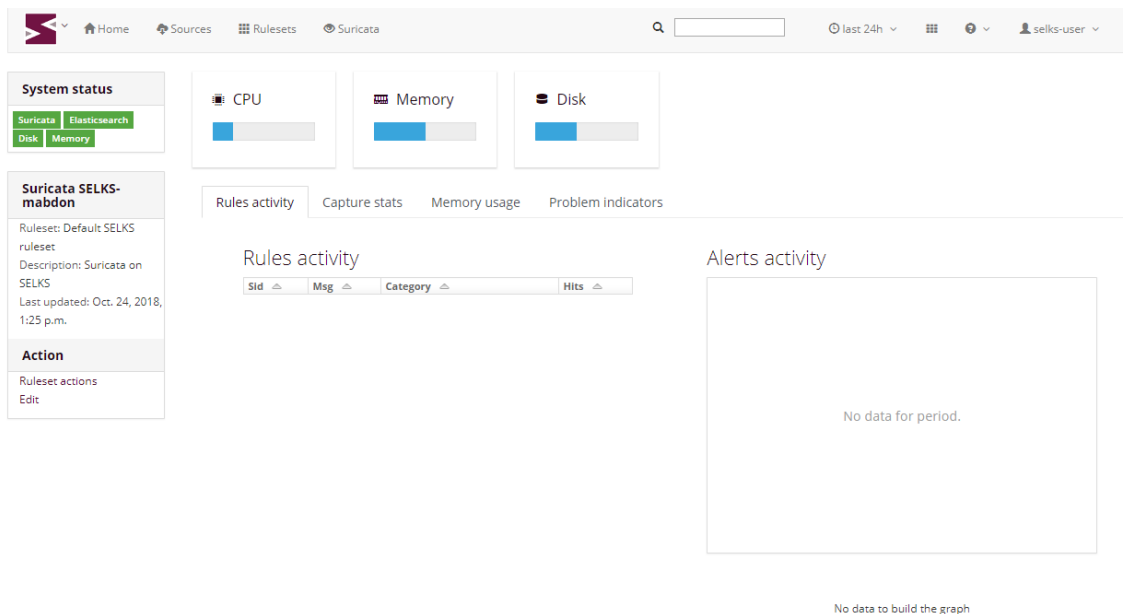 Home Sources Rulesets Suricata last 24h selks-user
System status
Suricata Elasticsearch
Disk Memory
CPU Memory Disk
Suricata SELKS-
mabdon
Ruleset: Default SELKS
ruleset
Description: Suricata on
SELKS
Last updated: Oct. 24, 2018,
1:25 p.m.
Action
Ruleset actions
Edit
Rules activity Capture stats Memory usage Problem indicators
Rules activity
Sid Msg Category Hits
Alerts activity
No data for period.
No data to build the graph